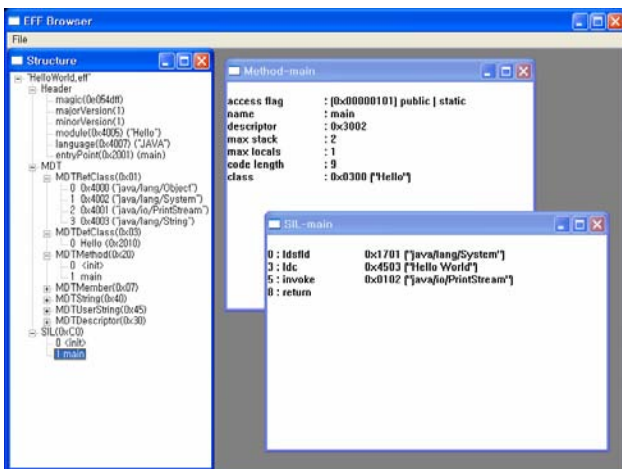 EFF Browser
File
Structure
"HelloWorld.eff"
Header
magic(0e054dff)
majorVersion(1)
minorVersion(1)
module(0x4005) ("Hello")
language(0x4007) ("JAVA")
entryPoint(0x2001) (main)
MDT
MDTRefClass(0x01)
0 0x4000 ("java/lang/Object")
1 0x4002 ("java/lang/System")
2 0x4001 ("java/io/PrintStream")
3 0x4003 ("java/lang/String")
MDTDefClass(0x03)
0 Hello (0x2010)
MDTMethod(0x20)
0 <init>
1 main
MDTMember(0x07)
MDTString(0x40)
MDTUserString(0x45)
MDTDescriptor(0x30)
SIL(0xC0)
0 <init>
1 main
Method-main
access flag : (0x00000101) public | static
name : main
descriptor : 0x3002
max stack : 2
max locals : 1
code length : 9
class : 0x0300 ["Hello"]
SIL-main
0 : ldsfld 0x1701 ["java/lang/System"]
3 : ldc 0x4503 ["Hello World"]
5 : invoke 0x0102 ["java/io/PrintStream"]
8 : return